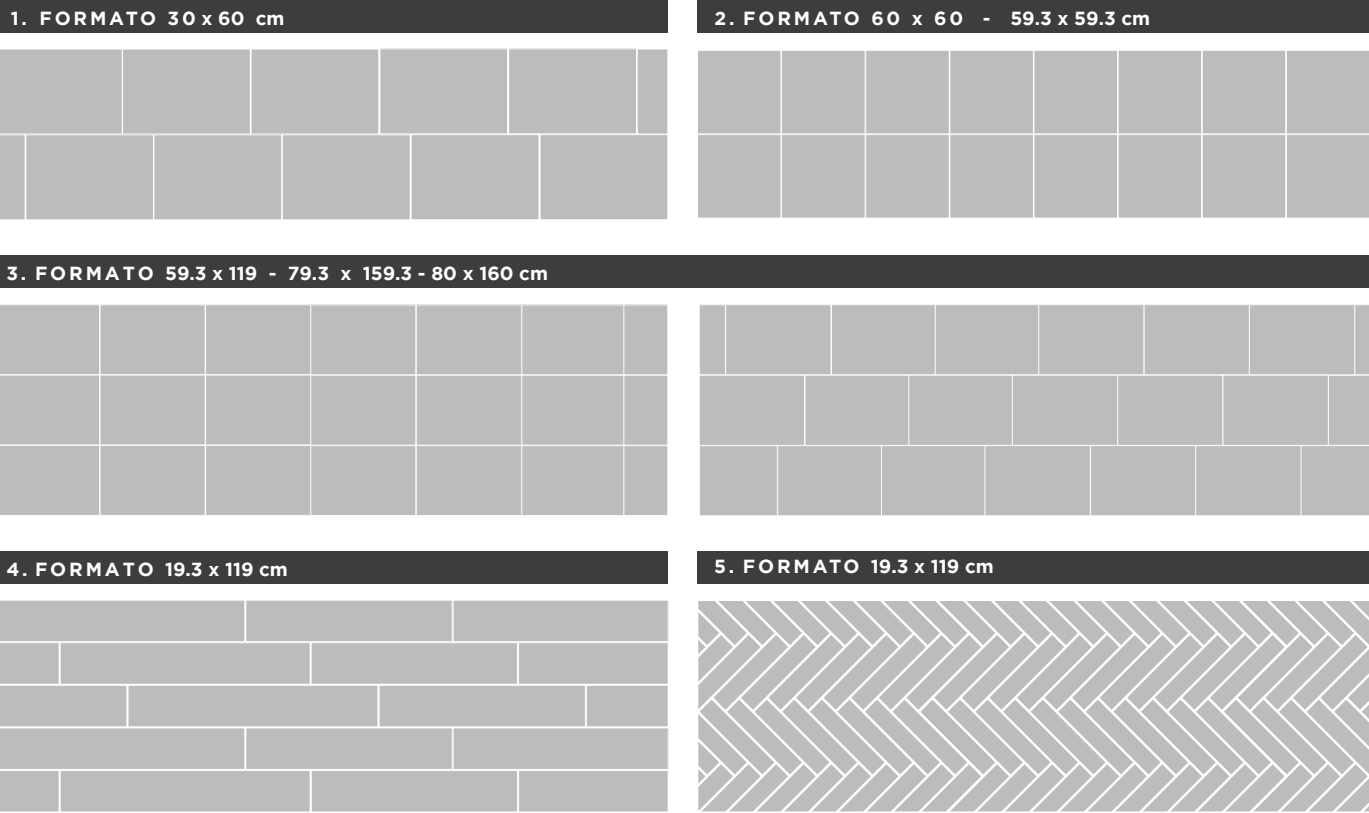 1. FORMATO 30 x 60 cm
2. FORMATO 60 x 60 - 59.3 x 59.3 cm
3. FORMATO 59.3 x 119 - 79.3 x 159.3 - 80 x 160 cm
4. FORMATO 19.3 x 119 cm
5. FORMATO 19.3 x 119 cm